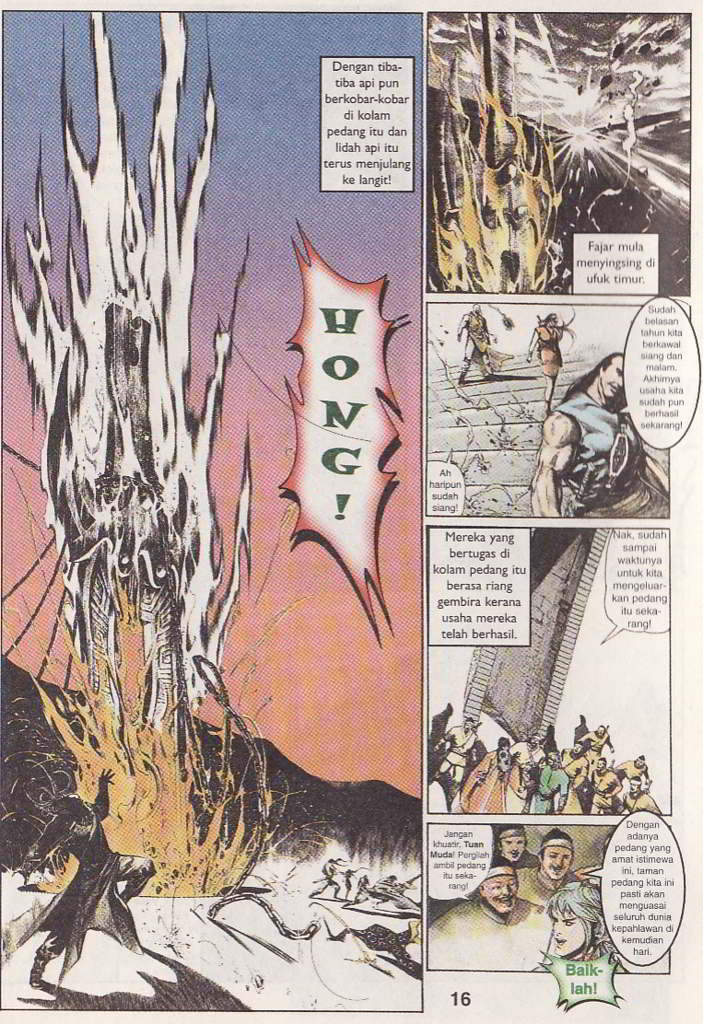 Dengan tiba-
tiba api pun
berkobar-kobar
di kolam
pedang itu dan
lidah api itu
terus menjulang
ke langit!
HONG!
Fajar mula
menyingsing di
ufuk timur.
Sudah
belasan
tahun kita
berkawal
siang dan
malam.
Akhirnya
usaha kita
sudah pun
berhasil
sekarang!
Ah
haripun
sudah
siang!
Mereka yang
bertugas di
kolam pedang itu
berasa riang
gembira kerana
usaha mereka
telah berhasil.
Nak, sudah
sampai
waktunya
untuk kita
mengeluar-
kan pedang
itu seka-
rang!
Jangan
khuatir, Tuan
Muda! Pergilah
ambil pedang
itu seka-
rang!
Dengan
adanya
pedang yang
amat istimewa
ini, taman
pedang kita ini
pasti akan
menguasai
seluruh dunia
kepahlawan di
kemudian
hari.
Baik-
lah!
16